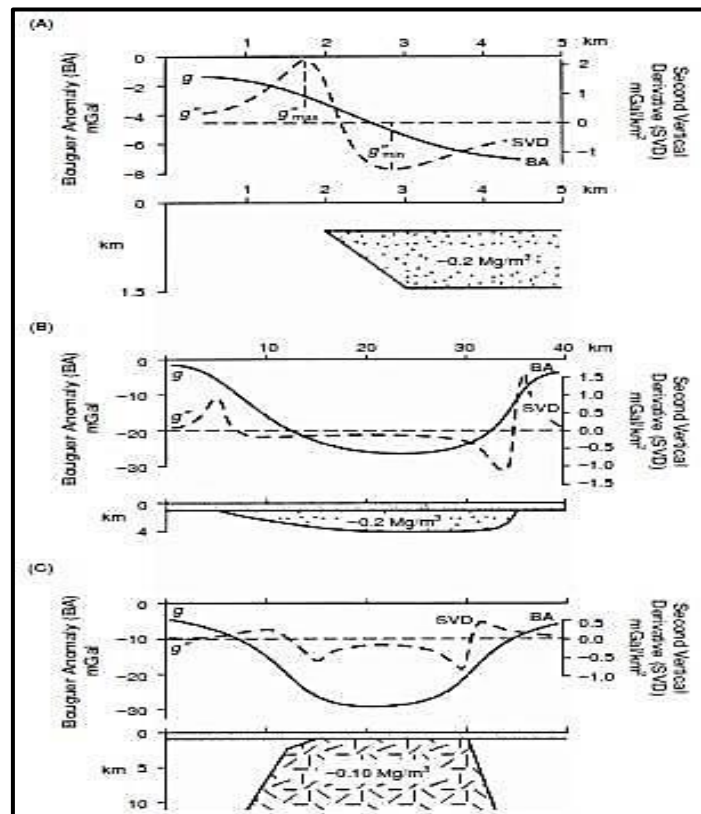 (A)
km
1 2 3 4 5
Bouguer Anomaly (BA)
mGal
0
−2
−4
−6
−8
g
g"
g"max
g"min
SVD
BA
2
1
0
−1
Second Vertical
Derivative (SVD)
mGal/km²
1 2 3 4 5
0
km
1.5
−0.2 Mg/m³
(B)
10 20 30 40 km
Bouguer Anomaly (BA)
mGal
0
−10
−20
−30
g
g"
BA
SVD
1.5
1.0
0.5
0.0
−0.5
−1.0
−1.5
Second Vertical
Derivative (SVD)
mGal/km²
km
0
4
−0.2 Mg/m³
(C)
Bouguer Anomaly (BA)
mGal
0
−10
−20
−30
g
g"
SVD
BA
0.5
0.0
−0.5
−1.0
Second Vertical
Derivative (SVD)
mGal/km²
km
0
5
10
−0.10 Mg/m³